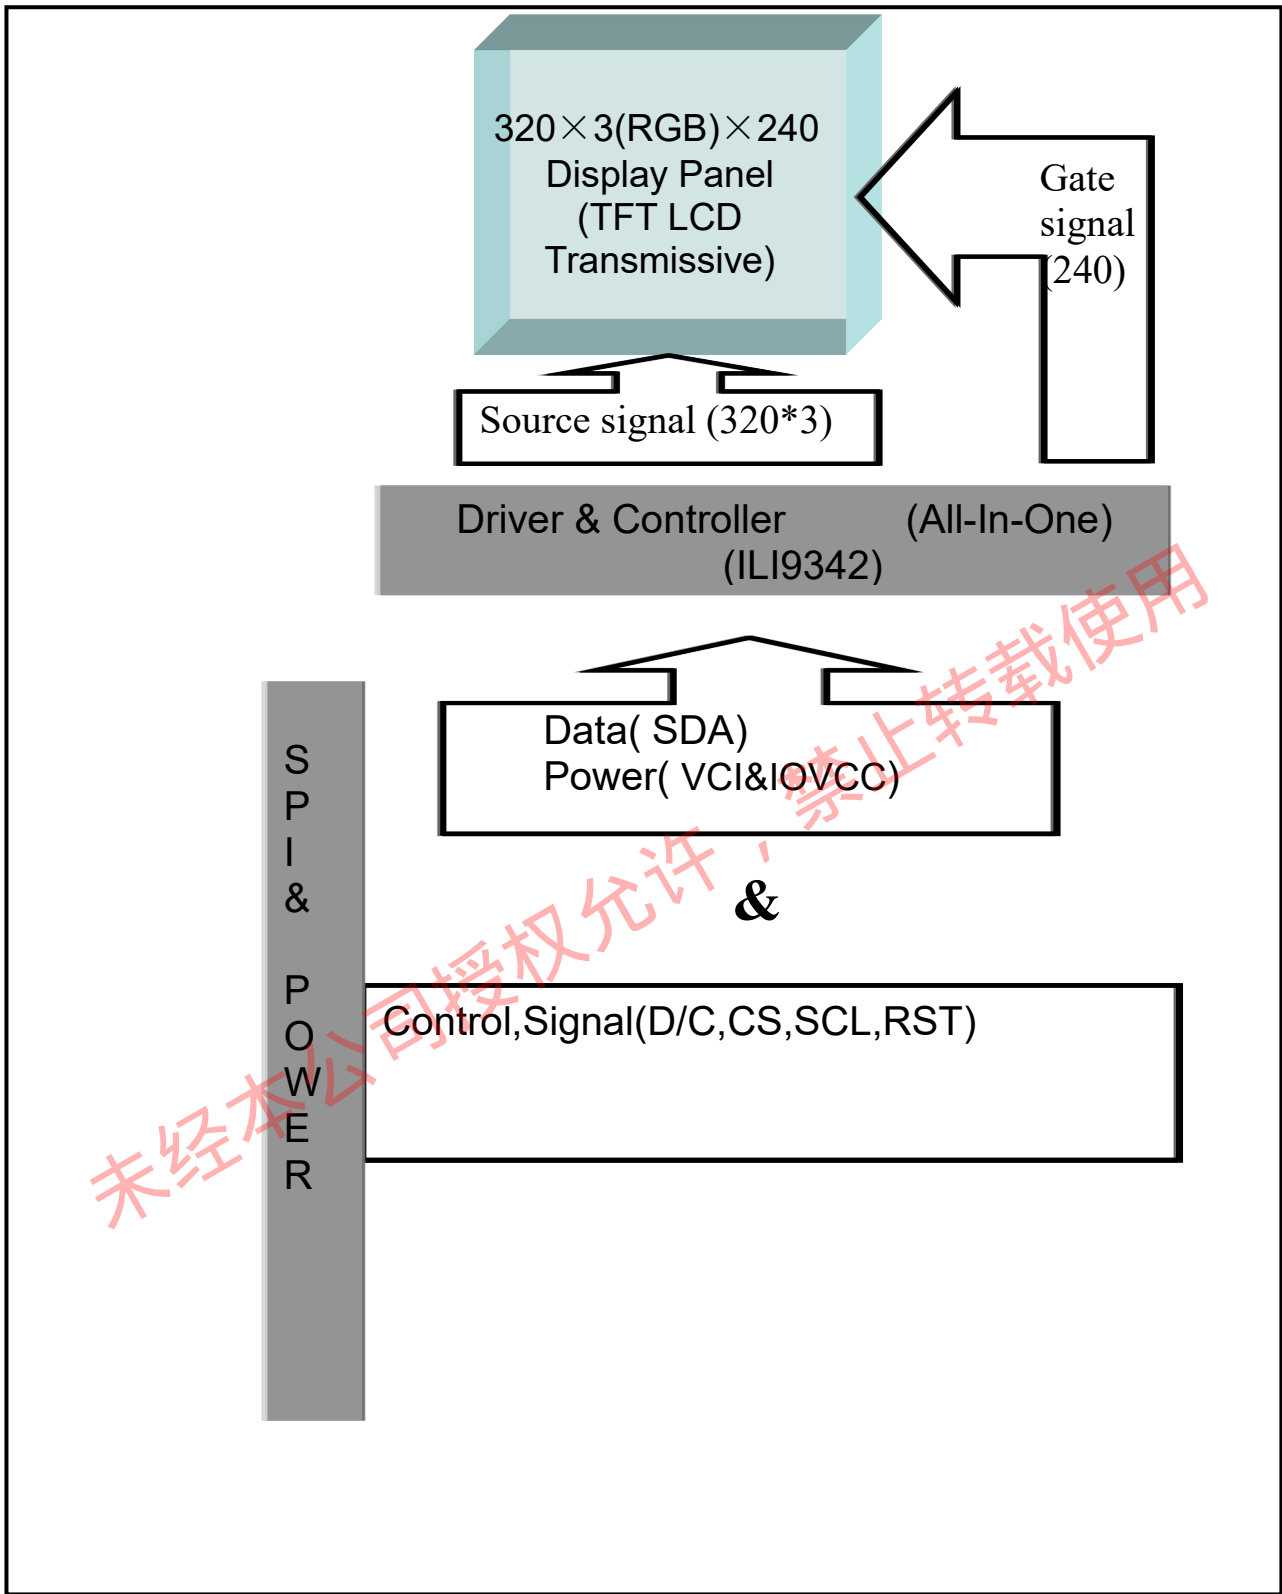 320×3(RGB)×240
Display Panel
(TFT LCD
Transmissive)
Gate
signal
(240)
Source signal (320*3)
Driver & Controller (All-In-One)
(ILI9342)
Data( SDA)
Power( VCI&IOVCC)
&
S
P
I
&
P
O
W
E
R
Control,Signal(D/C,CS,SCL,RST)
未经本公司授权允许，禁止转载使用